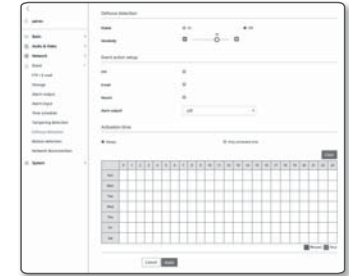 Defocus detection
admin
Enable
On
Off
Sensitivity
Basic
Audio & Video
Network
Event
Event action setup
FTP / E-mail
Storage
Alarm output
Alarm input
Time schedule
Tampering detection
Defocus detection
Motion detection
Network disconnection
System
FTP
E-mail
Record
Alarm output
Off
Activation time
Always
Only scheduled time
Clear
Sun
Mon
Tue
Wed
Thu
Fri
Sat
Cancel
Apply